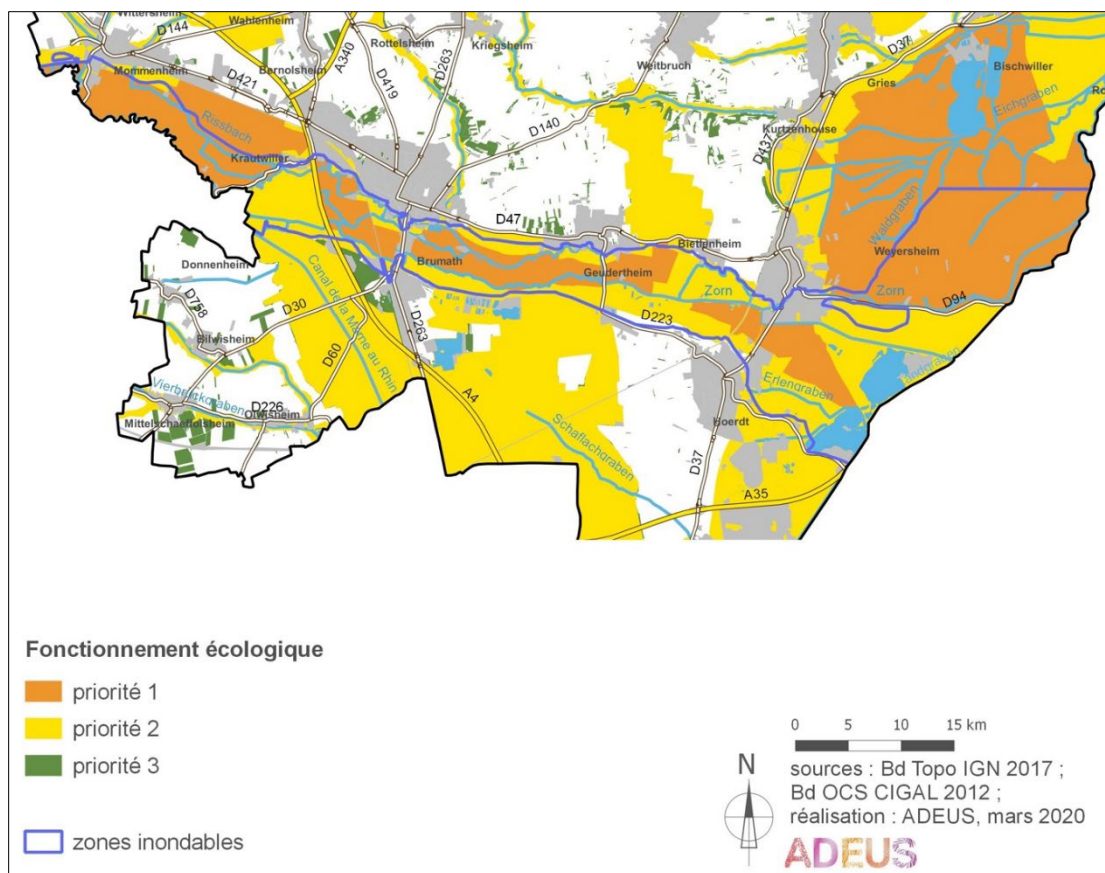 Wittersheim
D144
Wahlenheim
A340
Rottelsheim
D263
Kriegsheim
D37
Mommenheim
D421
Bernolsheim
D419
Weitbruch
Gries
Bischwiller
Ro
Eichgraben
Rissbach
D140
Kurtzenhouse
D437
Krautwiller
Waldgraben
D47
Bietlenheim
Weyersheim
Donnenheim
Brumath
Geudertheim
Zorn
Zorn
D94
Canal de la Marne au Rhin
D758
D30
D263
D223
Bilwisheim
D60
A4
Landgraben
Erlengraben
Vierbruckgraben
D226
Olwisheim
Mittelschaeffolsheim
Schaflachgraben
Hoerdt
D37
A35
Fonctionnement écologique
priorité 1
priorité 2
priorité 3
zones inondables
0 5 10 15 km
N
sources : Bd Topo IGN 2017 ;
Bd OCS CIGAL 2012 ;
réalisation : ADEUS, mars 2020
ADEUS